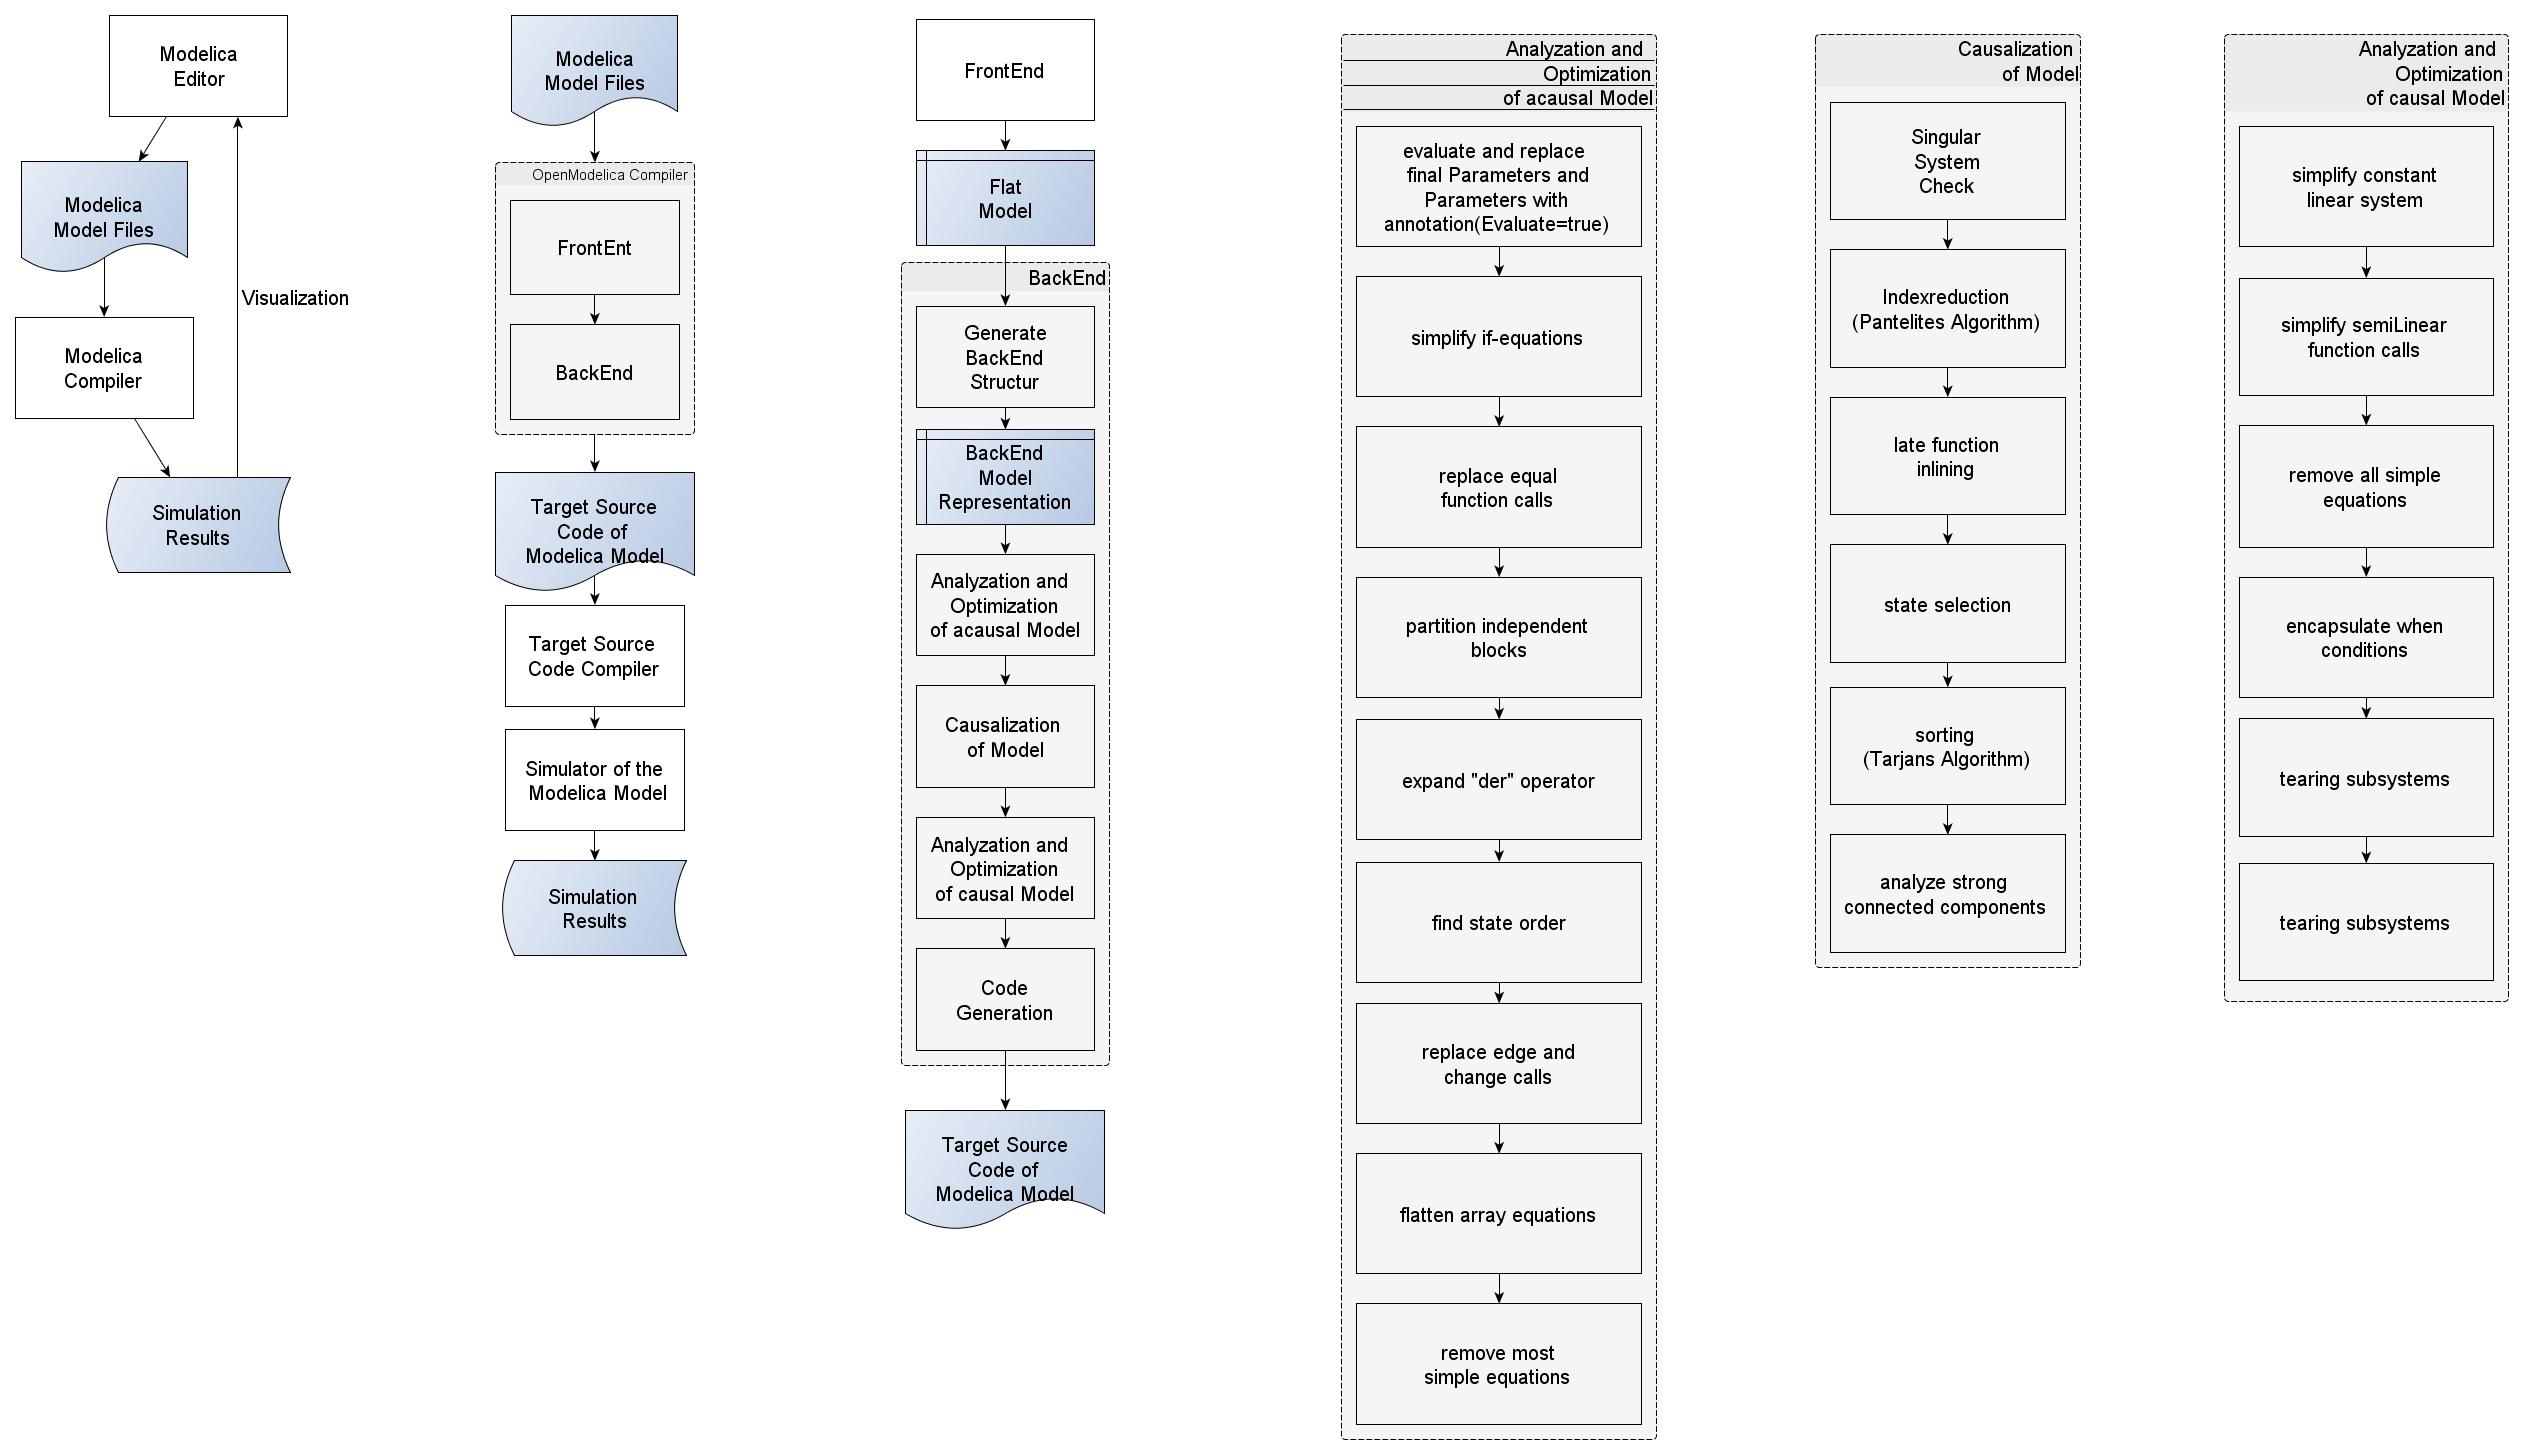 Modelica
Editor
Modelica
Model Files
Modelica
Compiler
Simulation
Results
Visualization
Modelica
Model Files
OpenModelica Compiler
FrontEnt
BackEnd
Target Source
Code of
Modelica Model
Target Source
Code Compiler
Simulator of the
Modelica Model
Simulation
Results
FrontEnd
Flat
Model
BackEnd
Generate
BackEnd
Structur
BackEnd
Model
Representation
Analyzation and
Optimization
of acausal Model
Causalization
of Model
Analyzation and
Optimization
of causal Model
Code
Generation
Target Source
Code of
Modelica Model
Analyzation and
Optimization
of acausal Model
evaluate and replace
final Parameters and
Parameters with
annotation(Evaluate=true)
simplify if-equations
replace equal
function calls
partition independent
blocks
expand "der" operator
find state order
replace edge and
change calls
flatten array equations
remove most
simple equations
Causalization
of Model
Singular
System
Check
Indexreduction
(Pantelites Algorithm)
late function
inlining
state selection
sorting
(Tarjans Algorithm)
analyze strong
connected components
Analyzation and
Optimization
of causal Model
simplify constant
linear system
simplify semiLinear
function calls
remove all simple
equations
encapsulate when
conditions
tearing subsystems
tearing subsystems